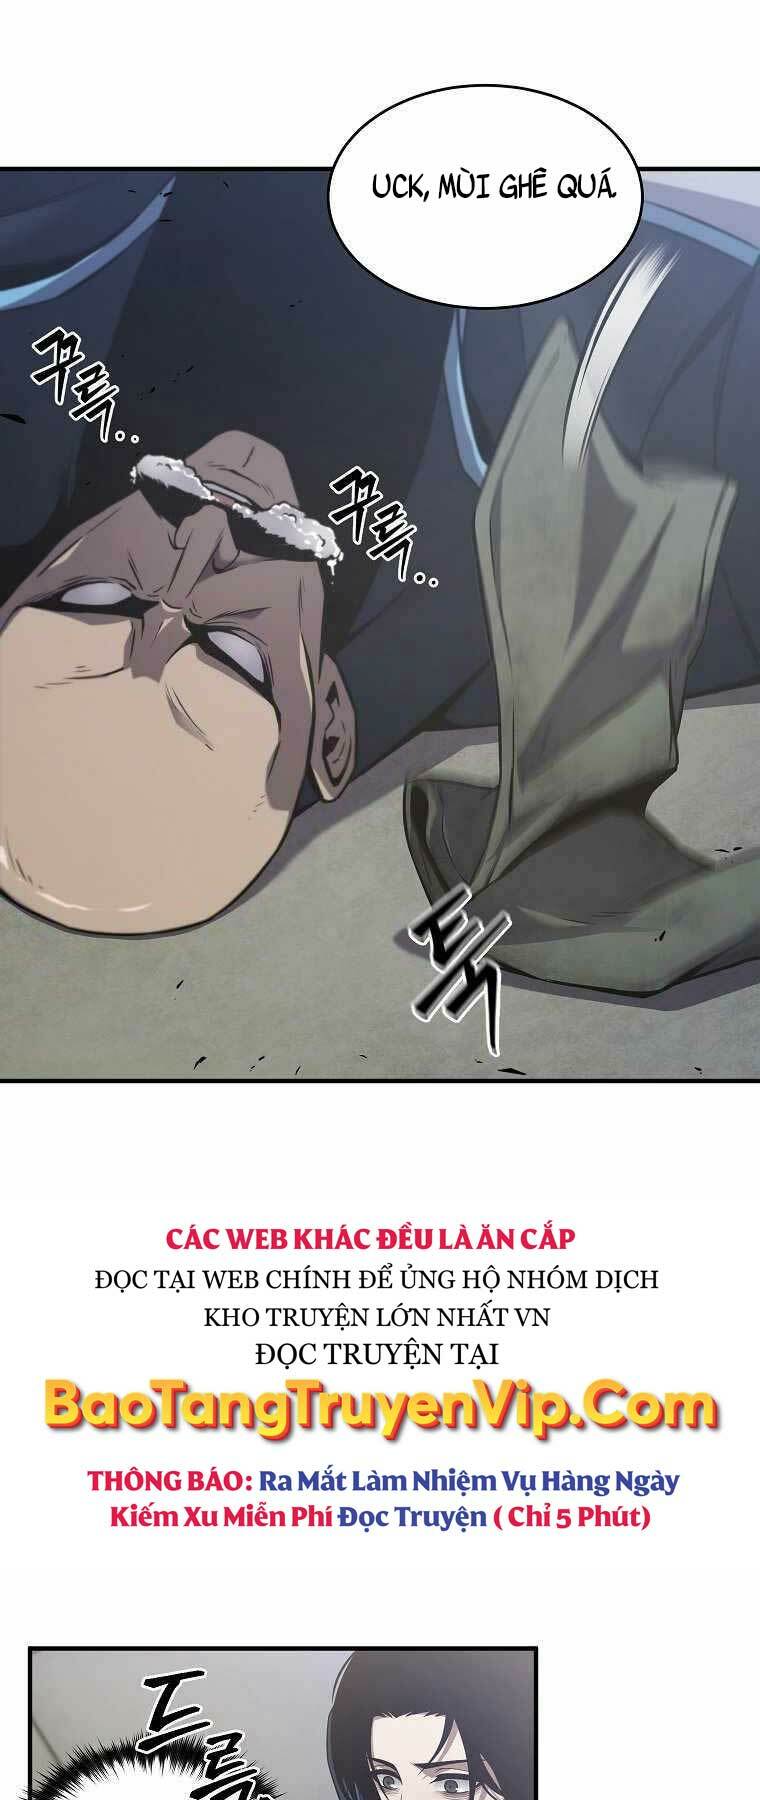 UCK, MÙI GHÊ QUÁ.
꾸륵..
꾸륵..
툭
CÁC WEB KHÁC ĐỀU LÀ ĂN CẮP
ĐỌC TẠI WEB CHÍNH ĐỂ ỦNG HỘ NHÓM DỊCH
KHO TRUYỆN LỚN NHẤT VN
ĐỌC TRUYỆN TẠI
BaoTangTruyenVip.Com
THÔNG BÁO: Ra Mắt Làm Nhiệm Vụ Hàng Ngày
Kiếm Xu Miễn Phí Đọc Truyện ( Chỉ 5 Phút)
드륵